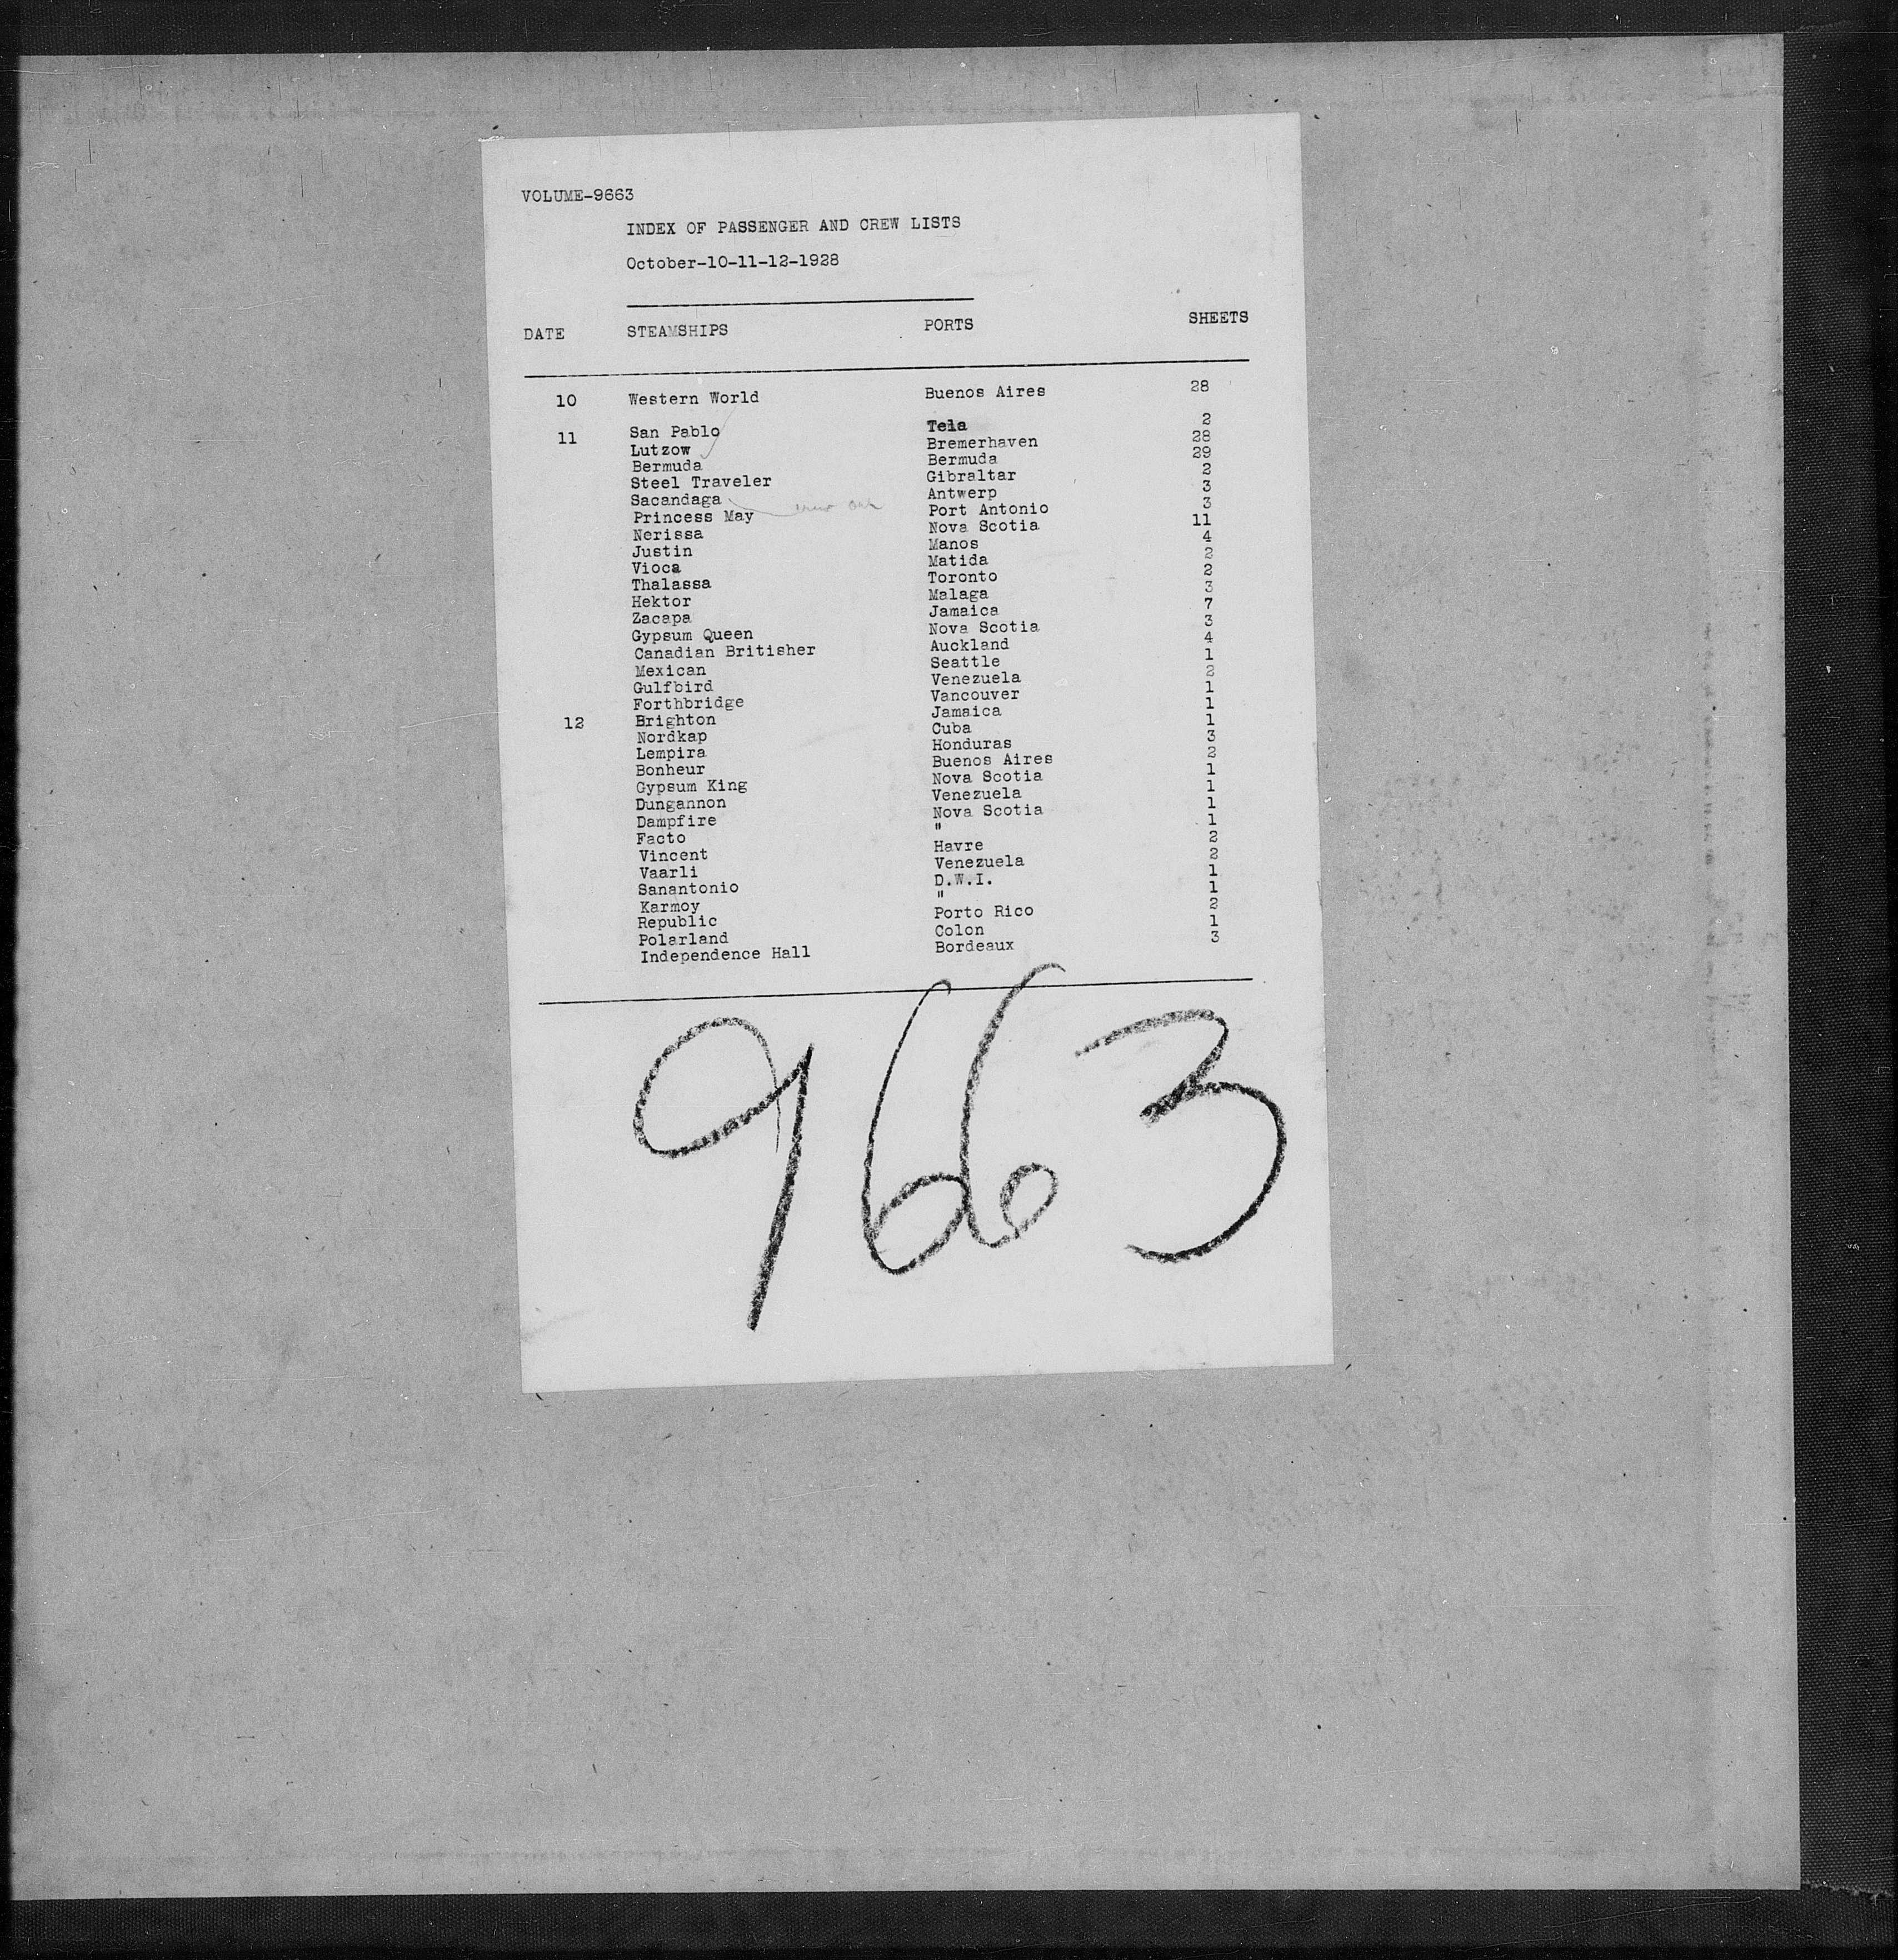 VOLUME-9663
INDEX OF PASSENGER AND CREW LISTS
October-10-11-12-1928
DATE STEAMSHIPS PORTS SHEETS
10 Western World Buenos Aires 28
11 San Pablo Tela 2
Lutzow Bremerhaven 28
Bermuda Bermuda 29
Steel Traveler Gibraltar 2
Sacandaga Antwerp 3
Princess May Port Antonio 3
Nerissa Nova Scotia 11
Justin Manos 4
Vioca Matida 2
Thalassa Toronto 2
Hektor Malaga 3
Zacapa Jamaica 7
Gypsum Queen Nova Scotia 3
Canadian Britisher Auckland 4
Mexican Seattle 1
Gulfbird Venezuela 2
Forthbridge Vancouver 1
12 Brighton Jamaica 1
Nordkap Cuba 1
Lempira Honduras 3
Bonheur Buenos Aires 2
Gypsum King Nova Scotia 1
Dungannon Venezuela 1
Dampfire Nova Scotia 1
Facto " 1
Vincent Havre 2
Vaarli Venezuela 2
Sanantonio D.W.I. 1
Karmoy " 1
Republic Porto Rico 2
Polarland Colon 1
Independence Hall Bordeaux 3
9663